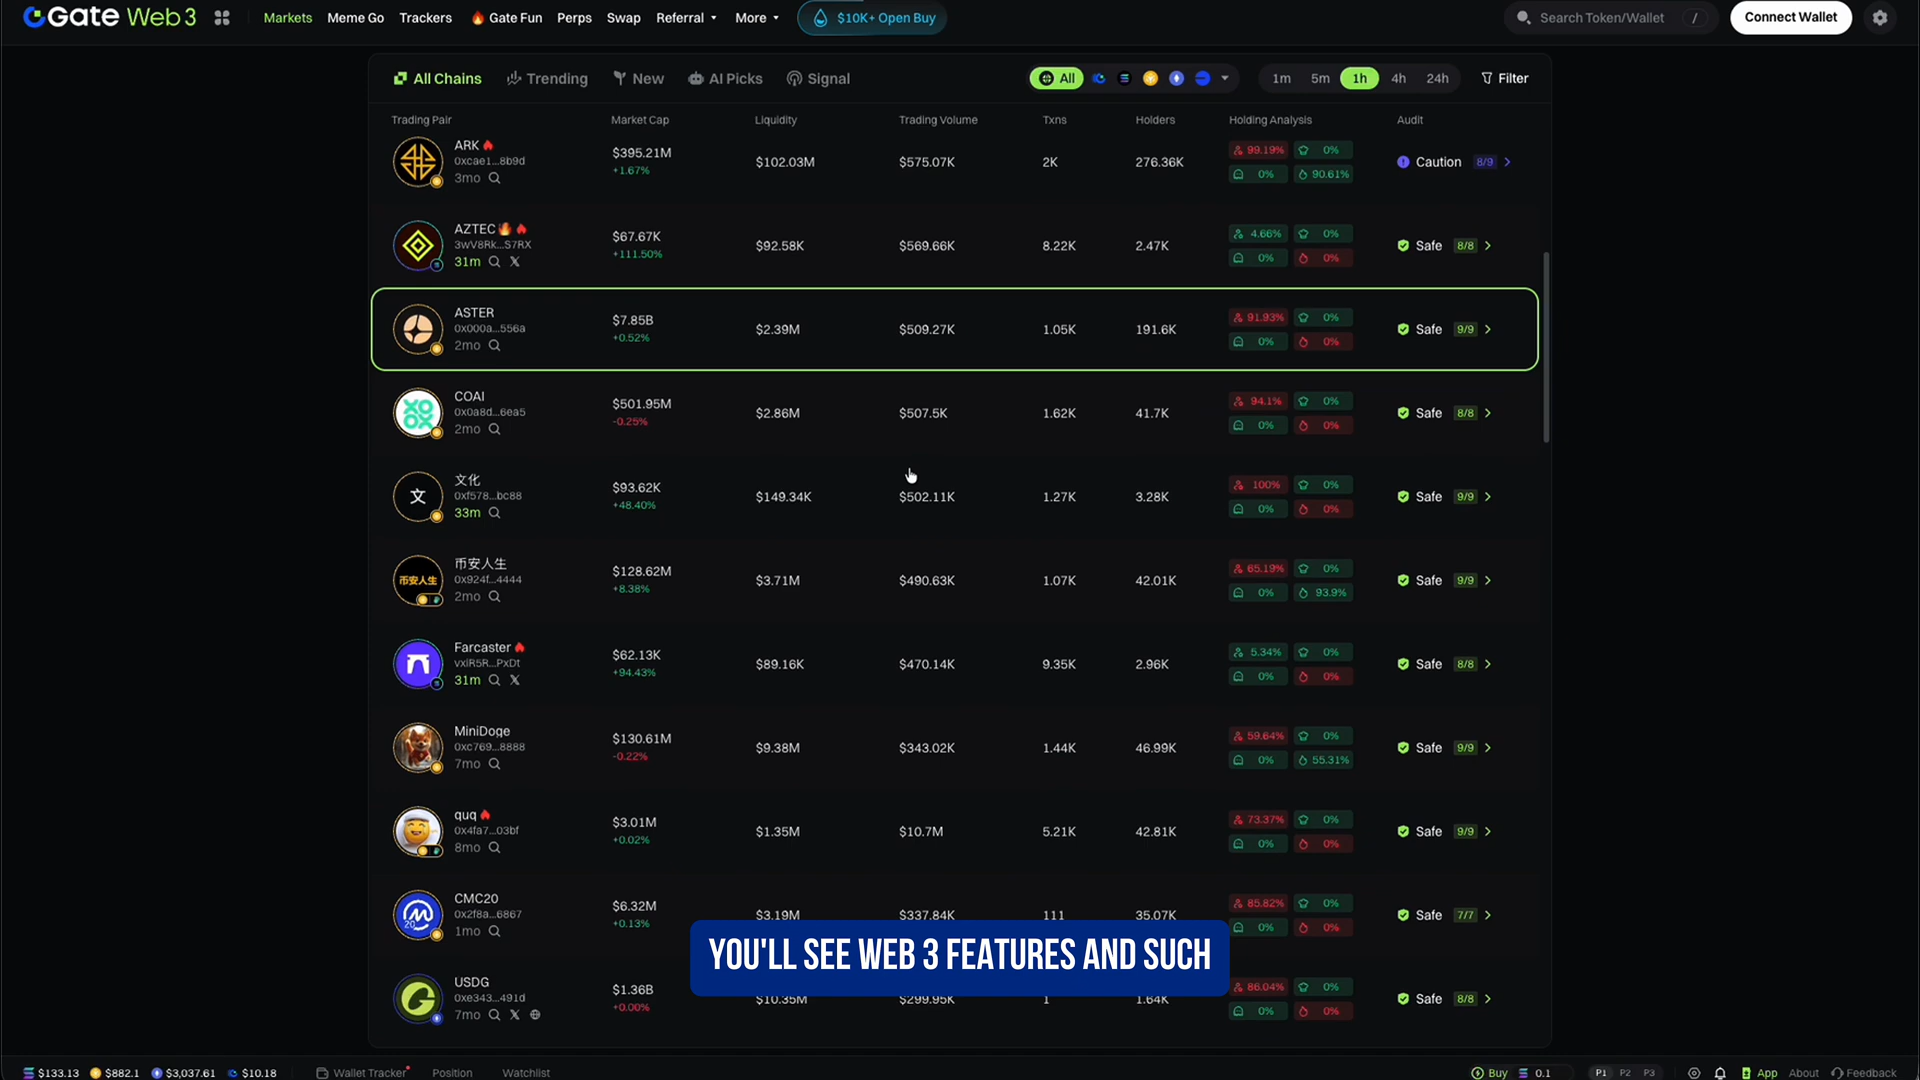 Gate Web3 Markets Meme Go Trackers Gate Fun Perps Swap Referral More $10K+ Open Buy Search Token/Wallet / Connect Wallet
All Chains Trending New AI Picks Signal All 1m 5m 1h 4h 24h Filter
Trading Pair Market Cap Liquidity Trading Volume Txns Holders Holding Analysis Audit
ARK $395.21M $102.03M $575.07K 2K 276.36K 99.19% 0% Caution 8/9
0xcae1...8b9d +1.67% 0% 90.61%
3mo
AZTEC $67.67K $92.58K $569.66K 8.22K 2.47K 4.66% 0% Safe 8/8
3wV8Rk...S7RX +111.50% 0% 0%
31m
ASTER $7.85B $2.39M $509.27K 1.05K 191.6K 91.93% 0% Safe 9/9
0x000a...556a +0.52% 0% 0%
2mo
COAI $501.95M $2.86M $507.5K 1.62K 41.7K 94.1% 0% Safe 8/8
0x0a8d...6ea5 -0.25% 0% 0%
2mo
文 文化 $93.62K $149.34K $502.11K 1.27K 3.28K 100% 0% Safe 9/9
0xf578...bc88 +48.40% 0% 0%
33m
币安人生 币安人生 $128.62M $3.71M $490.63K 1.07K 42.01K 65.19% 0% Safe 9/9
0x924f...4444 +8.38% 0% 93.9%
2mo
Farcaster $62.13K $89.16K $470.14K 9.35K 2.96K 5.34% 0% Safe 8/8
vxiR5R...PxDt +94.43% 0% 0%
31m
MiniDoge $130.61M $9.38M $343.02K 1.44K 46.99K 59.64% 0% Safe 9/9
0xc769...8888 -0.22% 0% 55.31%
7mo
quq $3.01M $1.35M $10.7M 5.21K 42.81K 73.37% 0% Safe 9/9
0x4fa7...03bf +0.02% 0% 0%
8mo
20 CMC20 $6.32M $3.19M $337.84K 111 35.07K 85.82% 0% Safe 7/7
0x2f8a...6867 +0.13% 0% 0%
1mo
YOU'LL SEE WEB 3 FEATURES AND SUCH
USDG $1.36B $10.35M $299.95K 1 1.64K 86.04% 0% Safe 8/8
0xe343...491d +0.00% 0% 0%
7mo
$133.13 $882.1 $3,037.61 $10.18 Wallet Tracker Position Watchlist Buy 0.1 P1 P2 P3 App About Feedback